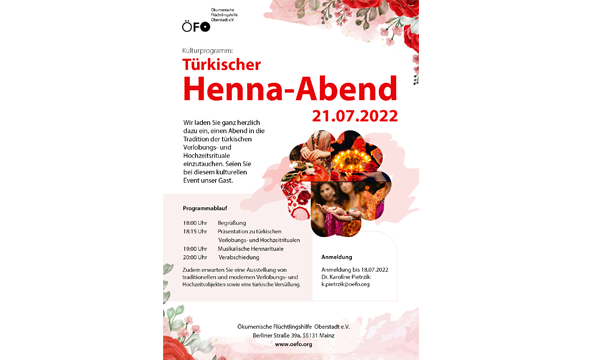 Ökumenische
Flüchtlingshilfe
Oberstadt e.V.
ÖFO
Kulturprogramm:
Türkischer
Henna-Abend
21.07.2022
Wir laden Sie ganz herzlich
dazu ein, einen Abend in die
Tradition der türkischen
Verlobungs- und
Hochzeitsrituale
einzutauchen. Seien Sie
bei diesem kulturellen
Event unser Gast.
Programmablauf
18:00 Uhr Begrüßung
18:15 Uhr Präsentation zu türkischen
Verlobungs- und Hochzeitritualen
19:00 Uhr Musikalische Hennarituale
20:00 Uhr Verabschiedung
Zudem erwarten Sie eine Ausstellung von
traditionellen und modernen Verlobungs- und
Hochzeitsobjekten sowie eine türkische Versüßung.
Anmeldung
Anmeldung bis 18.07.2022
Dr. Karoline Pietrzik:
k.pietrzik@oefo.org
Ökumenische Flüchtlingshilfe Oberstadt e.V.
Berliner Straße 39a, 55131 Mainz
www.oefo.org